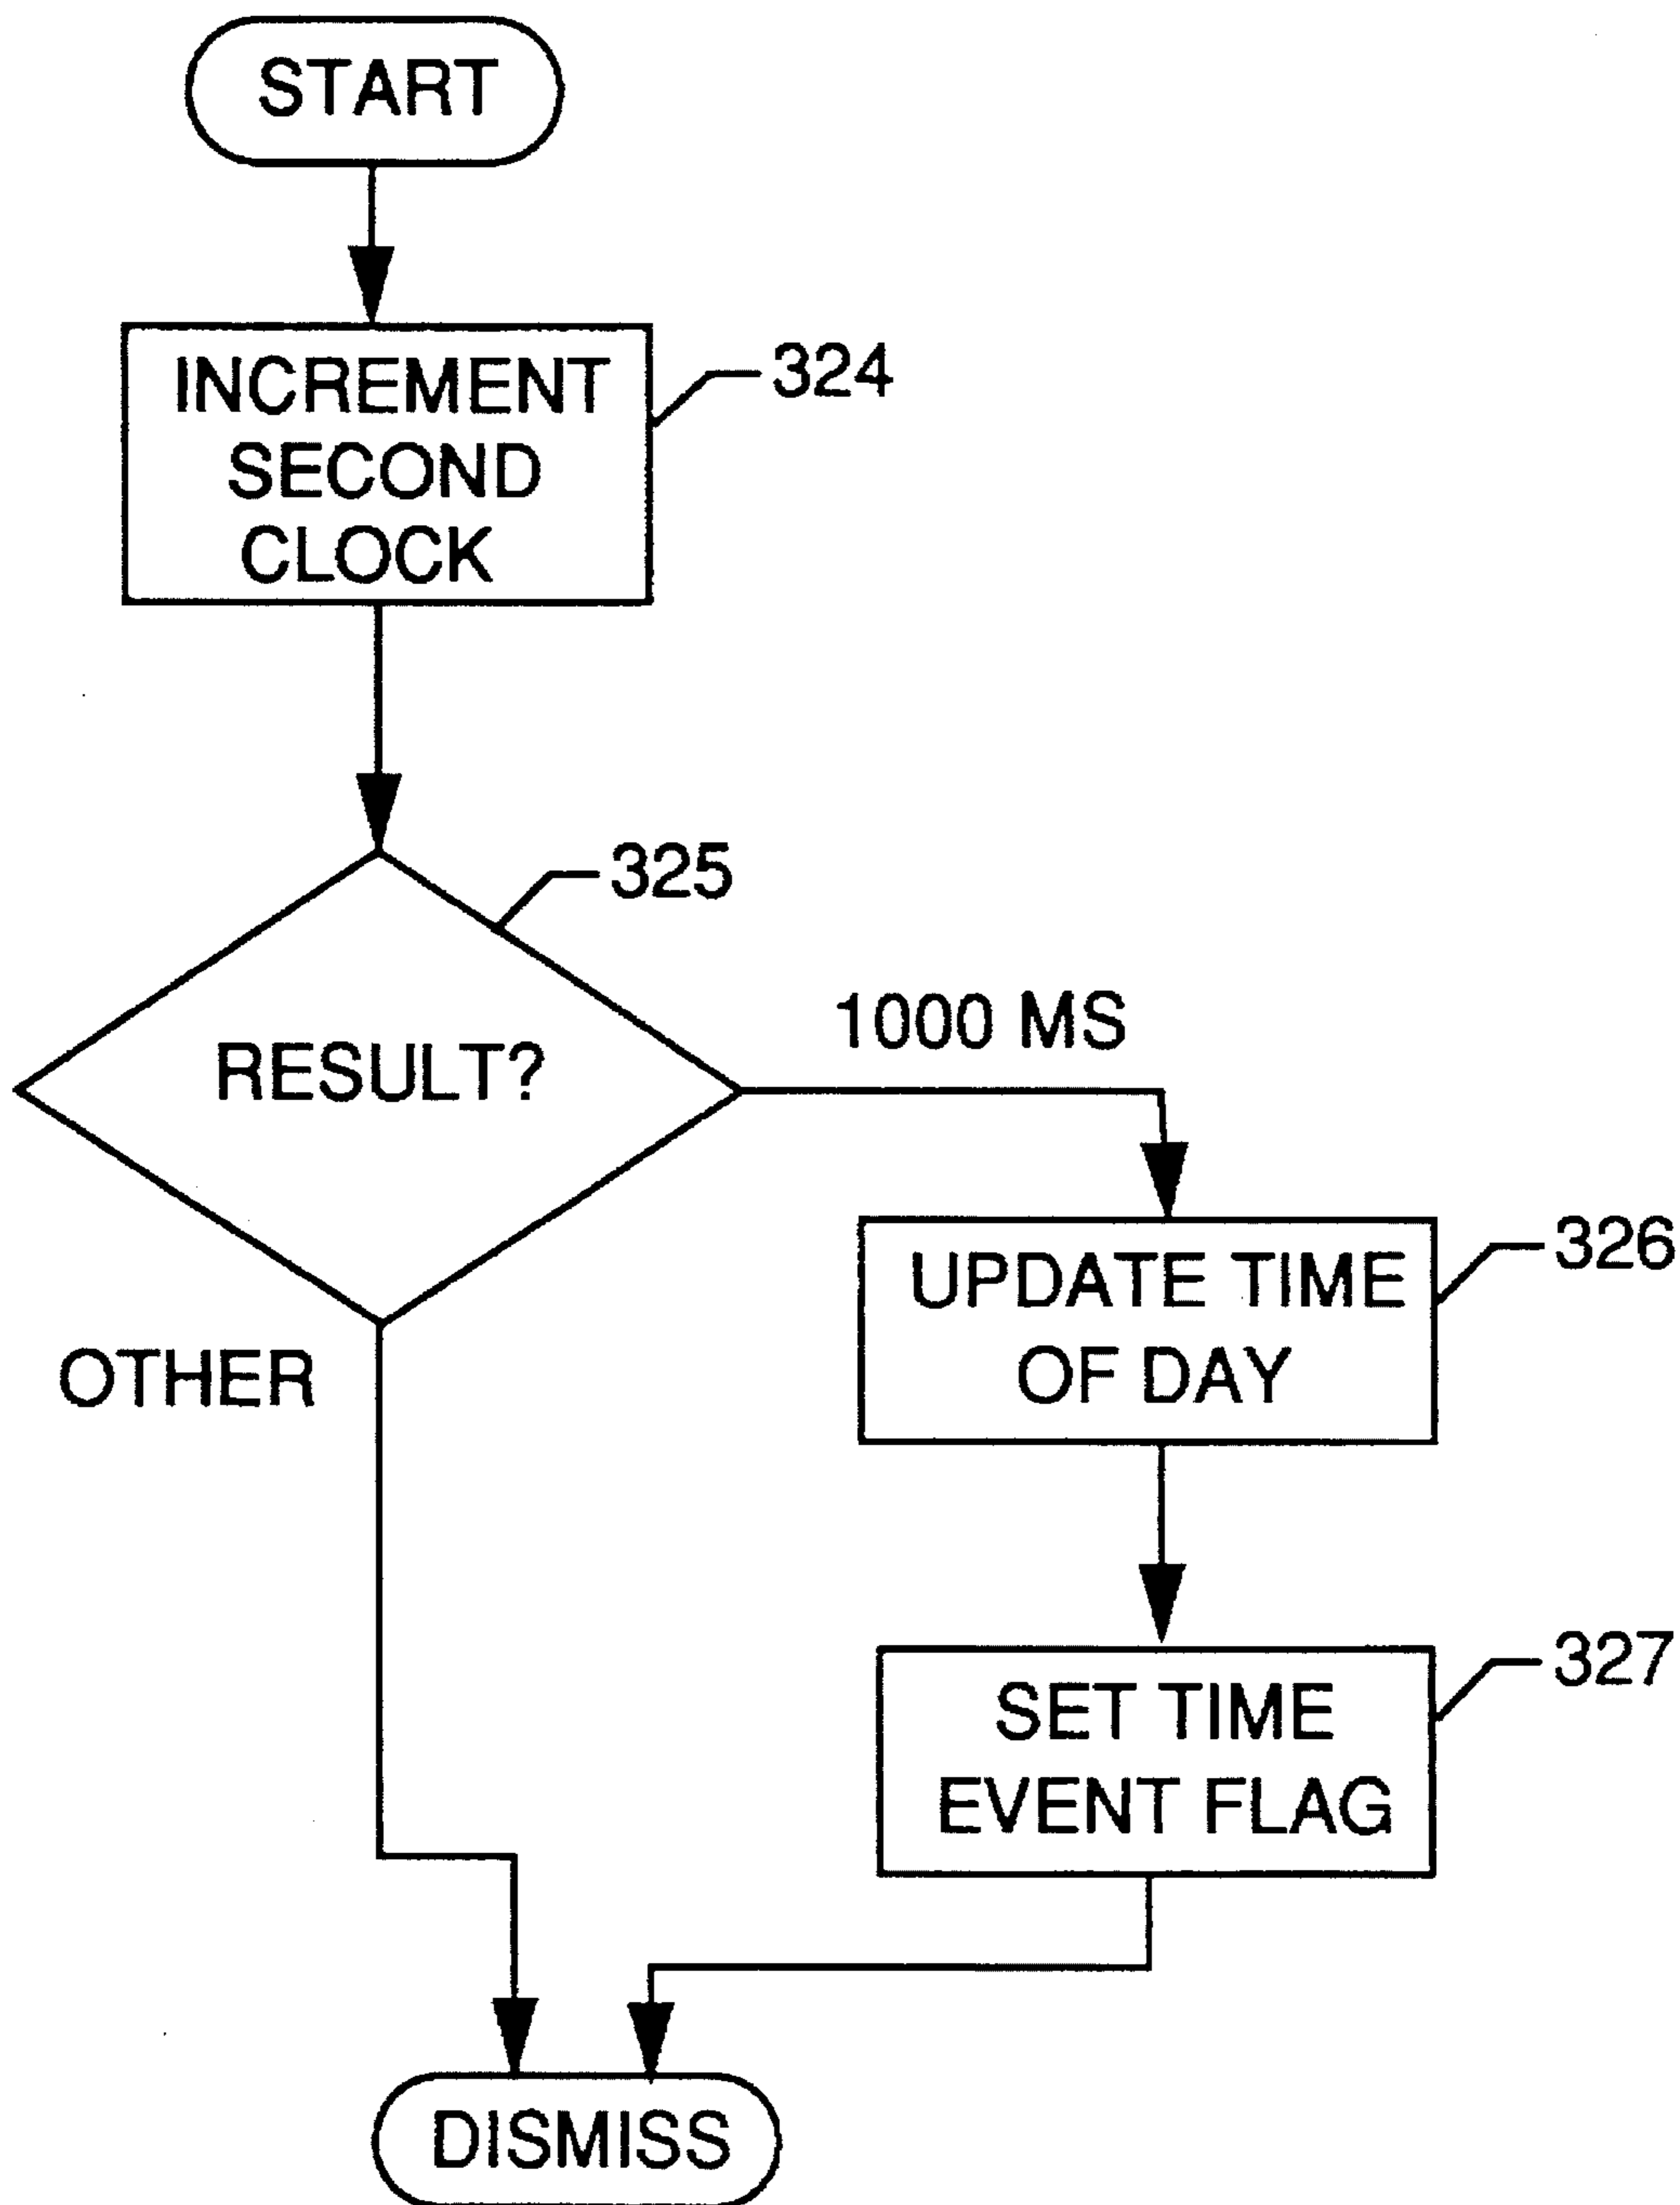 START
INCREMENT
SECOND
CLOCK
324
325
RESULT?
1000 MS
OTHER
UPDATE TIME
OF DAY
326
SET TIME
EVENT FLAG
327
DISMISS